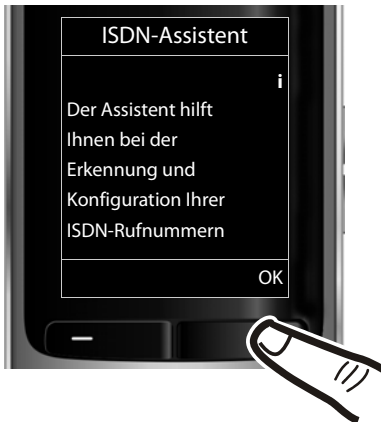 ISDN-Assistent
i
Der Assistent hilft
Ihnen bei der
Erkennung und
Konfiguration Ihrer
ISDN-Rufnummern
OK